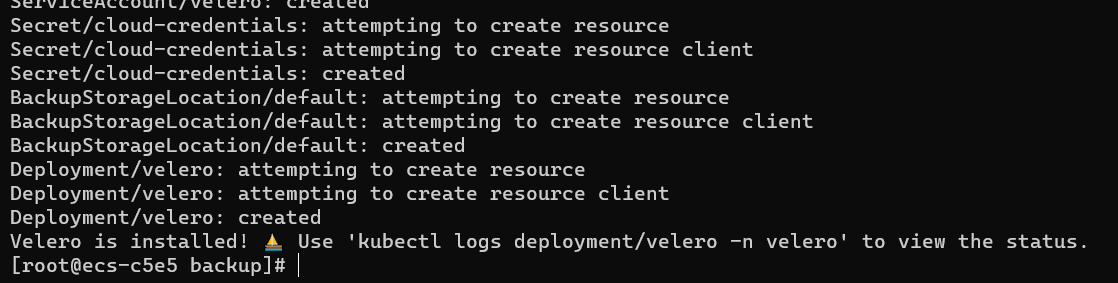 ServiceAccount/velero: created
Secret/cloud-credentials: attempting to create resource
Secret/cloud-credentials: attempting to create resource client
Secret/cloud-credentials: created
BackupStorageLocation/default: attempting to create resource
BackupStorageLocation/default: attempting to create resource client
BackupStorageLocation/default: created
Deployment/velero: attempting to create resource
Deployment/velero: attempting to create resource client
Deployment/velero: created
Velero is installed! ⛵ Use 'kubectl logs deployment/velero -n velero' to view the status.
[root@ecs-c5e5 backup]#